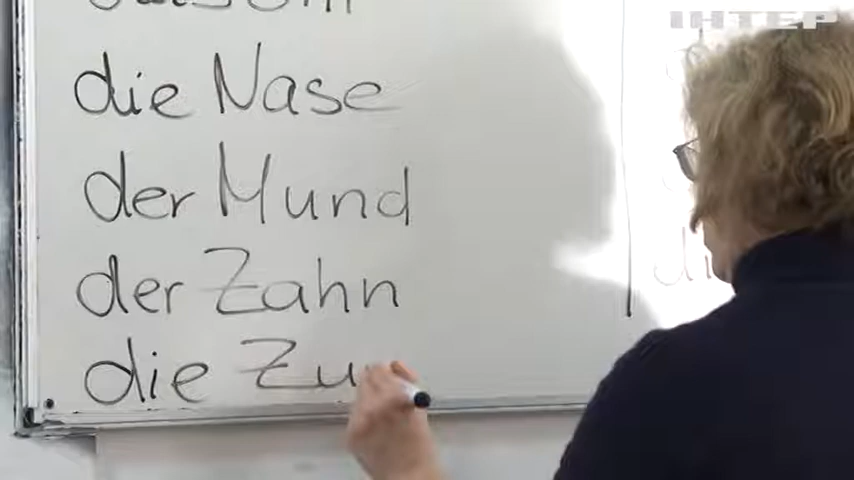 ІНТЕР
die Nase
der Mund
der Zahn
die Zu